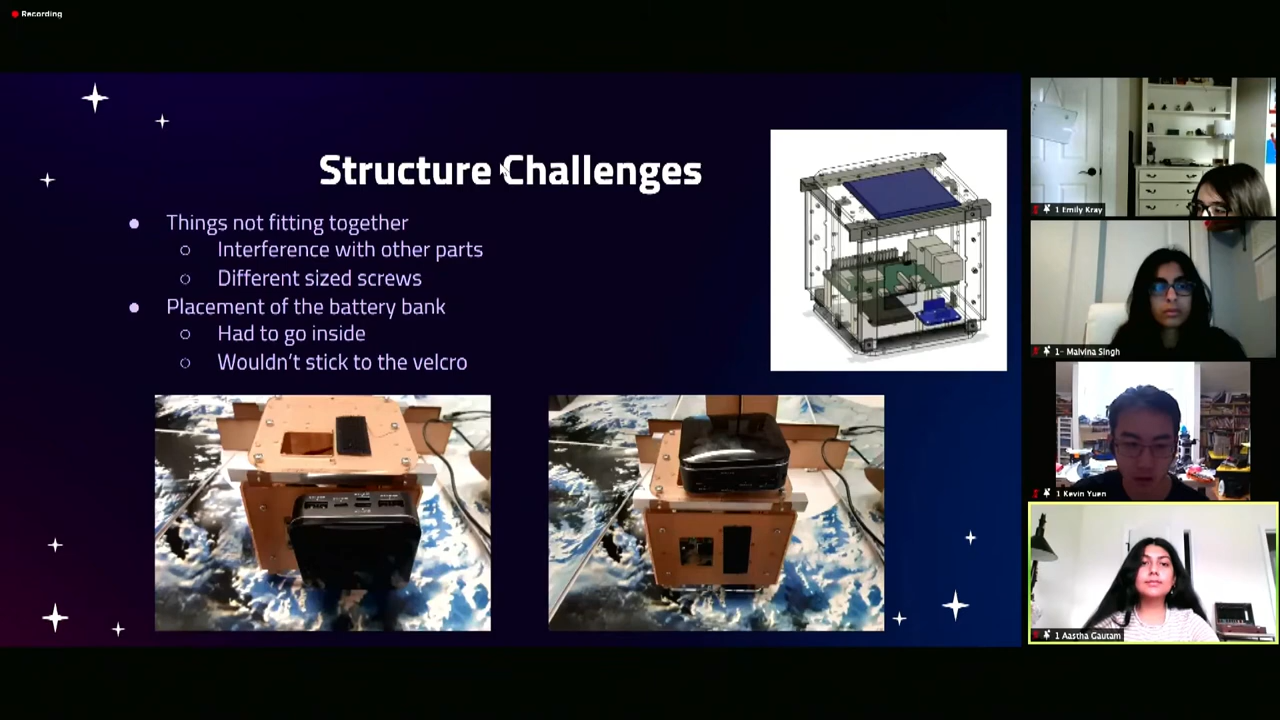 Recording
Structure Challenges
Things not fitting together
Interference with other parts
Different sized screws
Placement of the battery bank
Had to go inside
Wouldn't stick to the velcro
1 Emily Kray
1- Malvina Singh
1 Kevin Yuen
1 Aastha Gautam